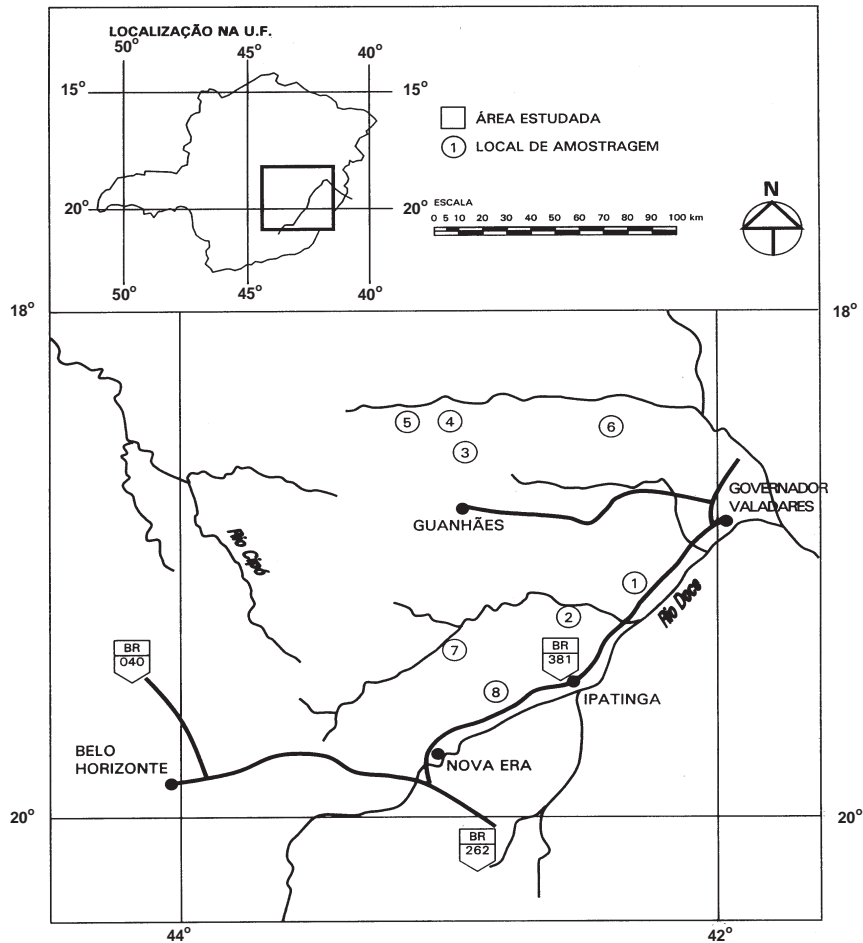 LOCALIZAÇÃO NA U.F.
50° 45° 40°
15° 15°
20° 20°
50° 45° 40°
ÁREA ESTUDADA
1 LOCAL DE AMOSTRAGEM
ESCALA
0 5 10 20 30 40 50 60 70 80 90 100 km
N
18° 18°
5 4 6
3
GOVERNADOR
VALADARES
GUANHÃES
Rio Cipó
1
Rio Doce
2
7
BR
040
BR
381
8
IPATINGA
BELO
HORIZONTE
NOVA ERA
20° 20°
BR
262
44° 42°